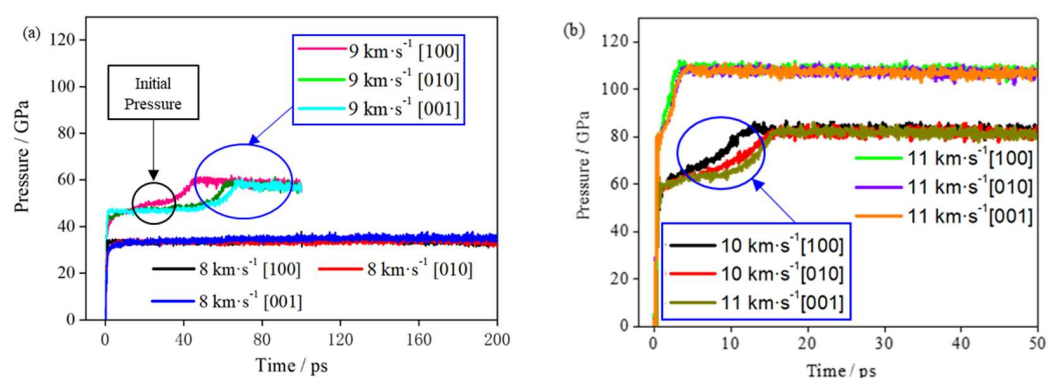 (a)
120
100
80
60
40
20
0
Pressure / GPa
Initial
Pressure
9 km·s⁻¹ [100]
9 km·s⁻¹ [010]
9 km·s⁻¹ [001]
8 km·s⁻¹ [100] 8 km·s⁻¹ [010]
8 km·s⁻¹ [001]
0 40 80 120 160 200
Time / ps
(b)
120
100
80
60
40
20
0
Pressure / GPa
11 km·s⁻¹[100]
11 km·s⁻¹[010]
11 km·s⁻¹[001]
10 km·s⁻¹[100]
10 km·s⁻¹[010]
11 km·s⁻¹[001]
0 10 20 30 40 50
Time / ps